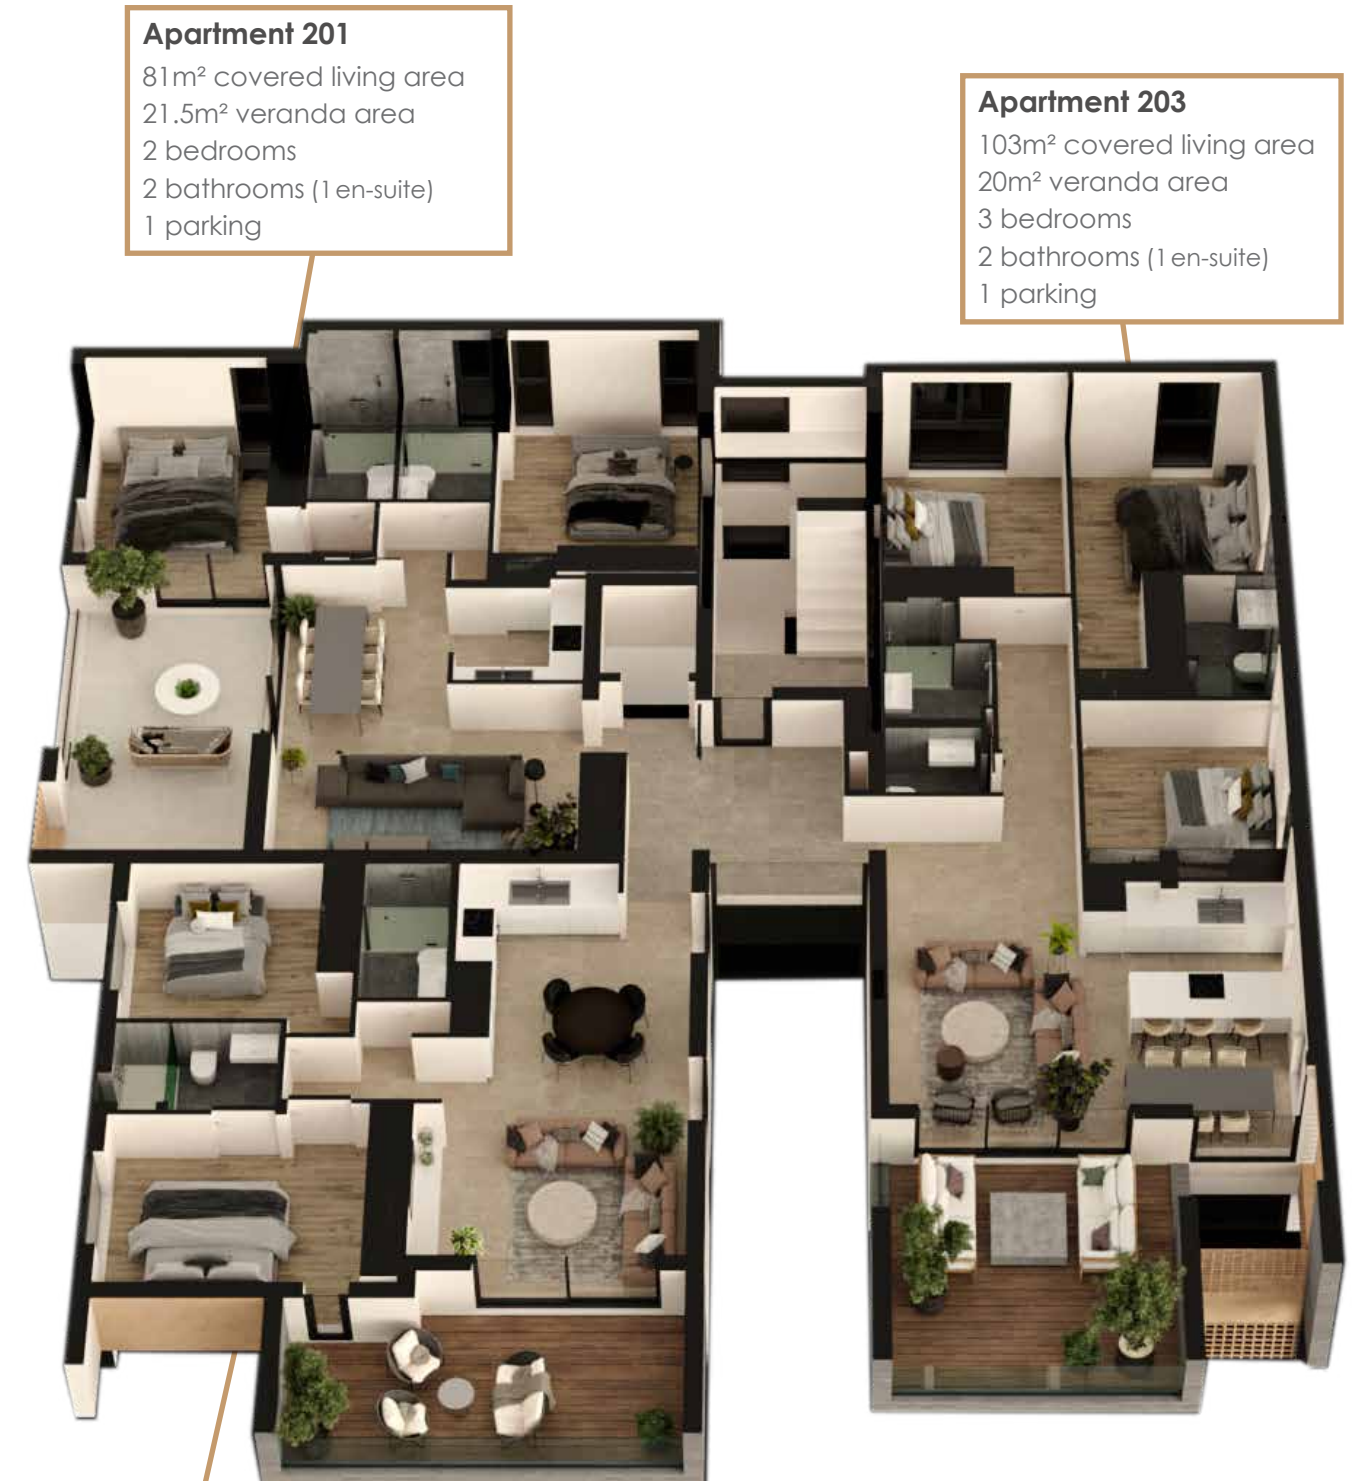 Apartment 201
81m² covered living area
21.5m² veranda area
2 bedrooms
2 bathrooms (1 en-suite)
1 parking
Apartment 203
103m² covered living area
20m² veranda area
3 bedrooms
2 bathrooms (1 en-suite)
1 parking